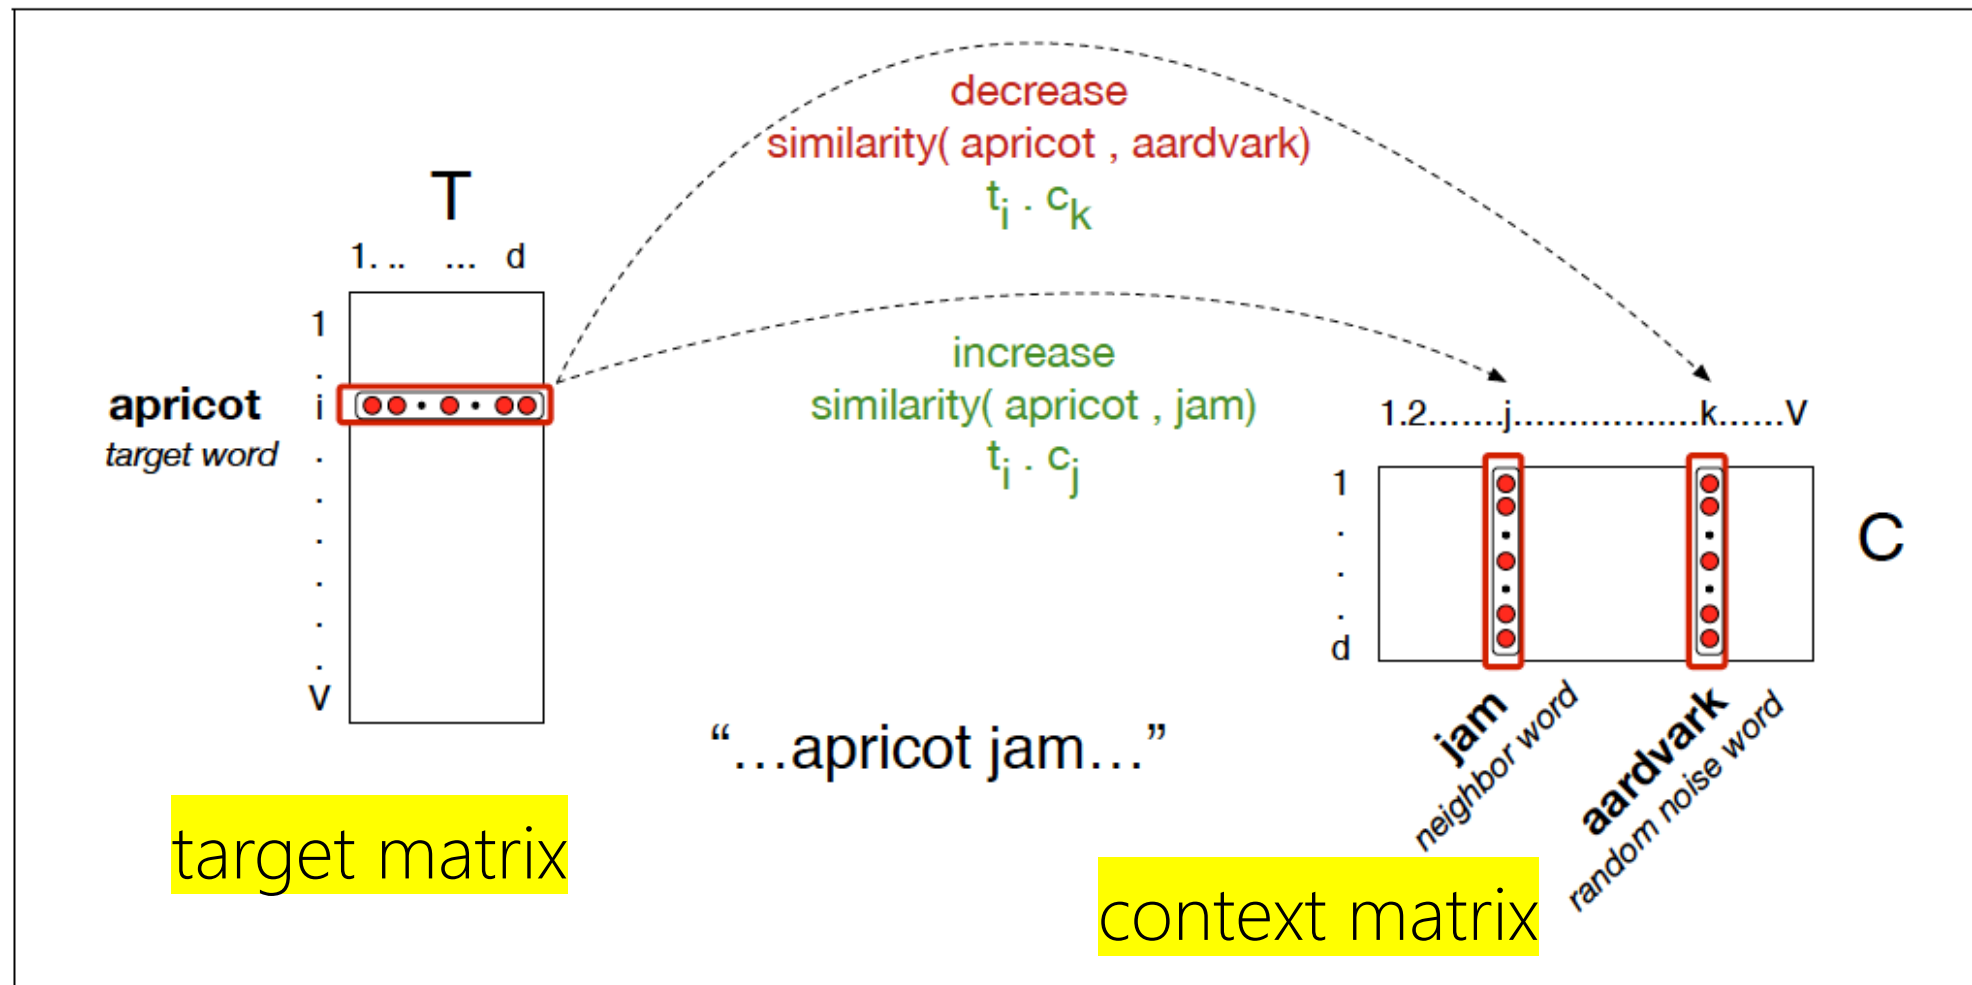 decrease
similarity( apricot , aardvark)
tᵢ . cₖ
T
1. .. ... d
1
.
apricot i
target word .
.
.
.
.
.
V
increase
similarity( apricot , jam)
tᵢ . cⱼ
1.2.......j.................k......V
1
.
.
.
d
C
jam
neighbor word
aardvark
random noise word
“...apricot jam...”
target matrix
context matrix